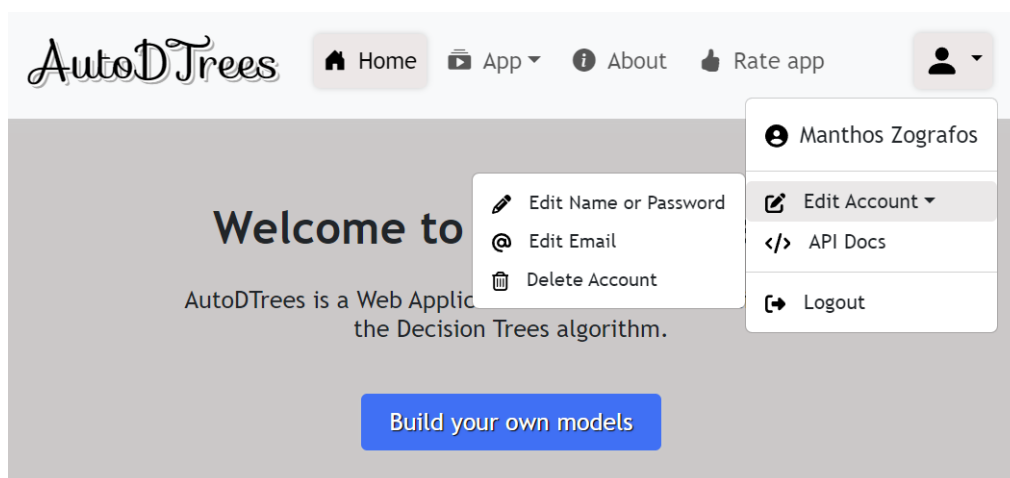 AutoDTrees Home App About Rate app
Manthos Zografos
Edit Account
API Docs
Logout
Edit Name or Password
Edit Email
Delete Account
Welcome to
AutoDTrees is a Web
the Decision Trees algorithm.
Build your own models